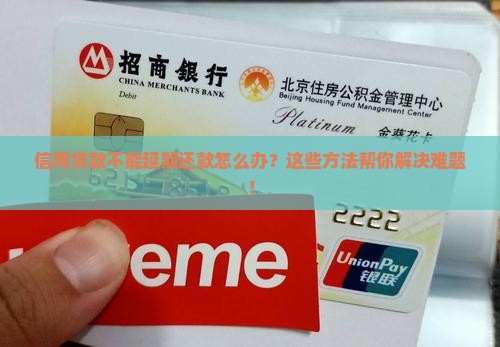 招商银行
CHINA MERCHANTS BANK
Debit
北京住房公积金管理中心
Beijing Housing Fund Management Center
Platinum
金葵花卡
信用贷款不能延期还款怎么办？这些方法帮你解决难题
！
2222
eme
UnionPay
银联